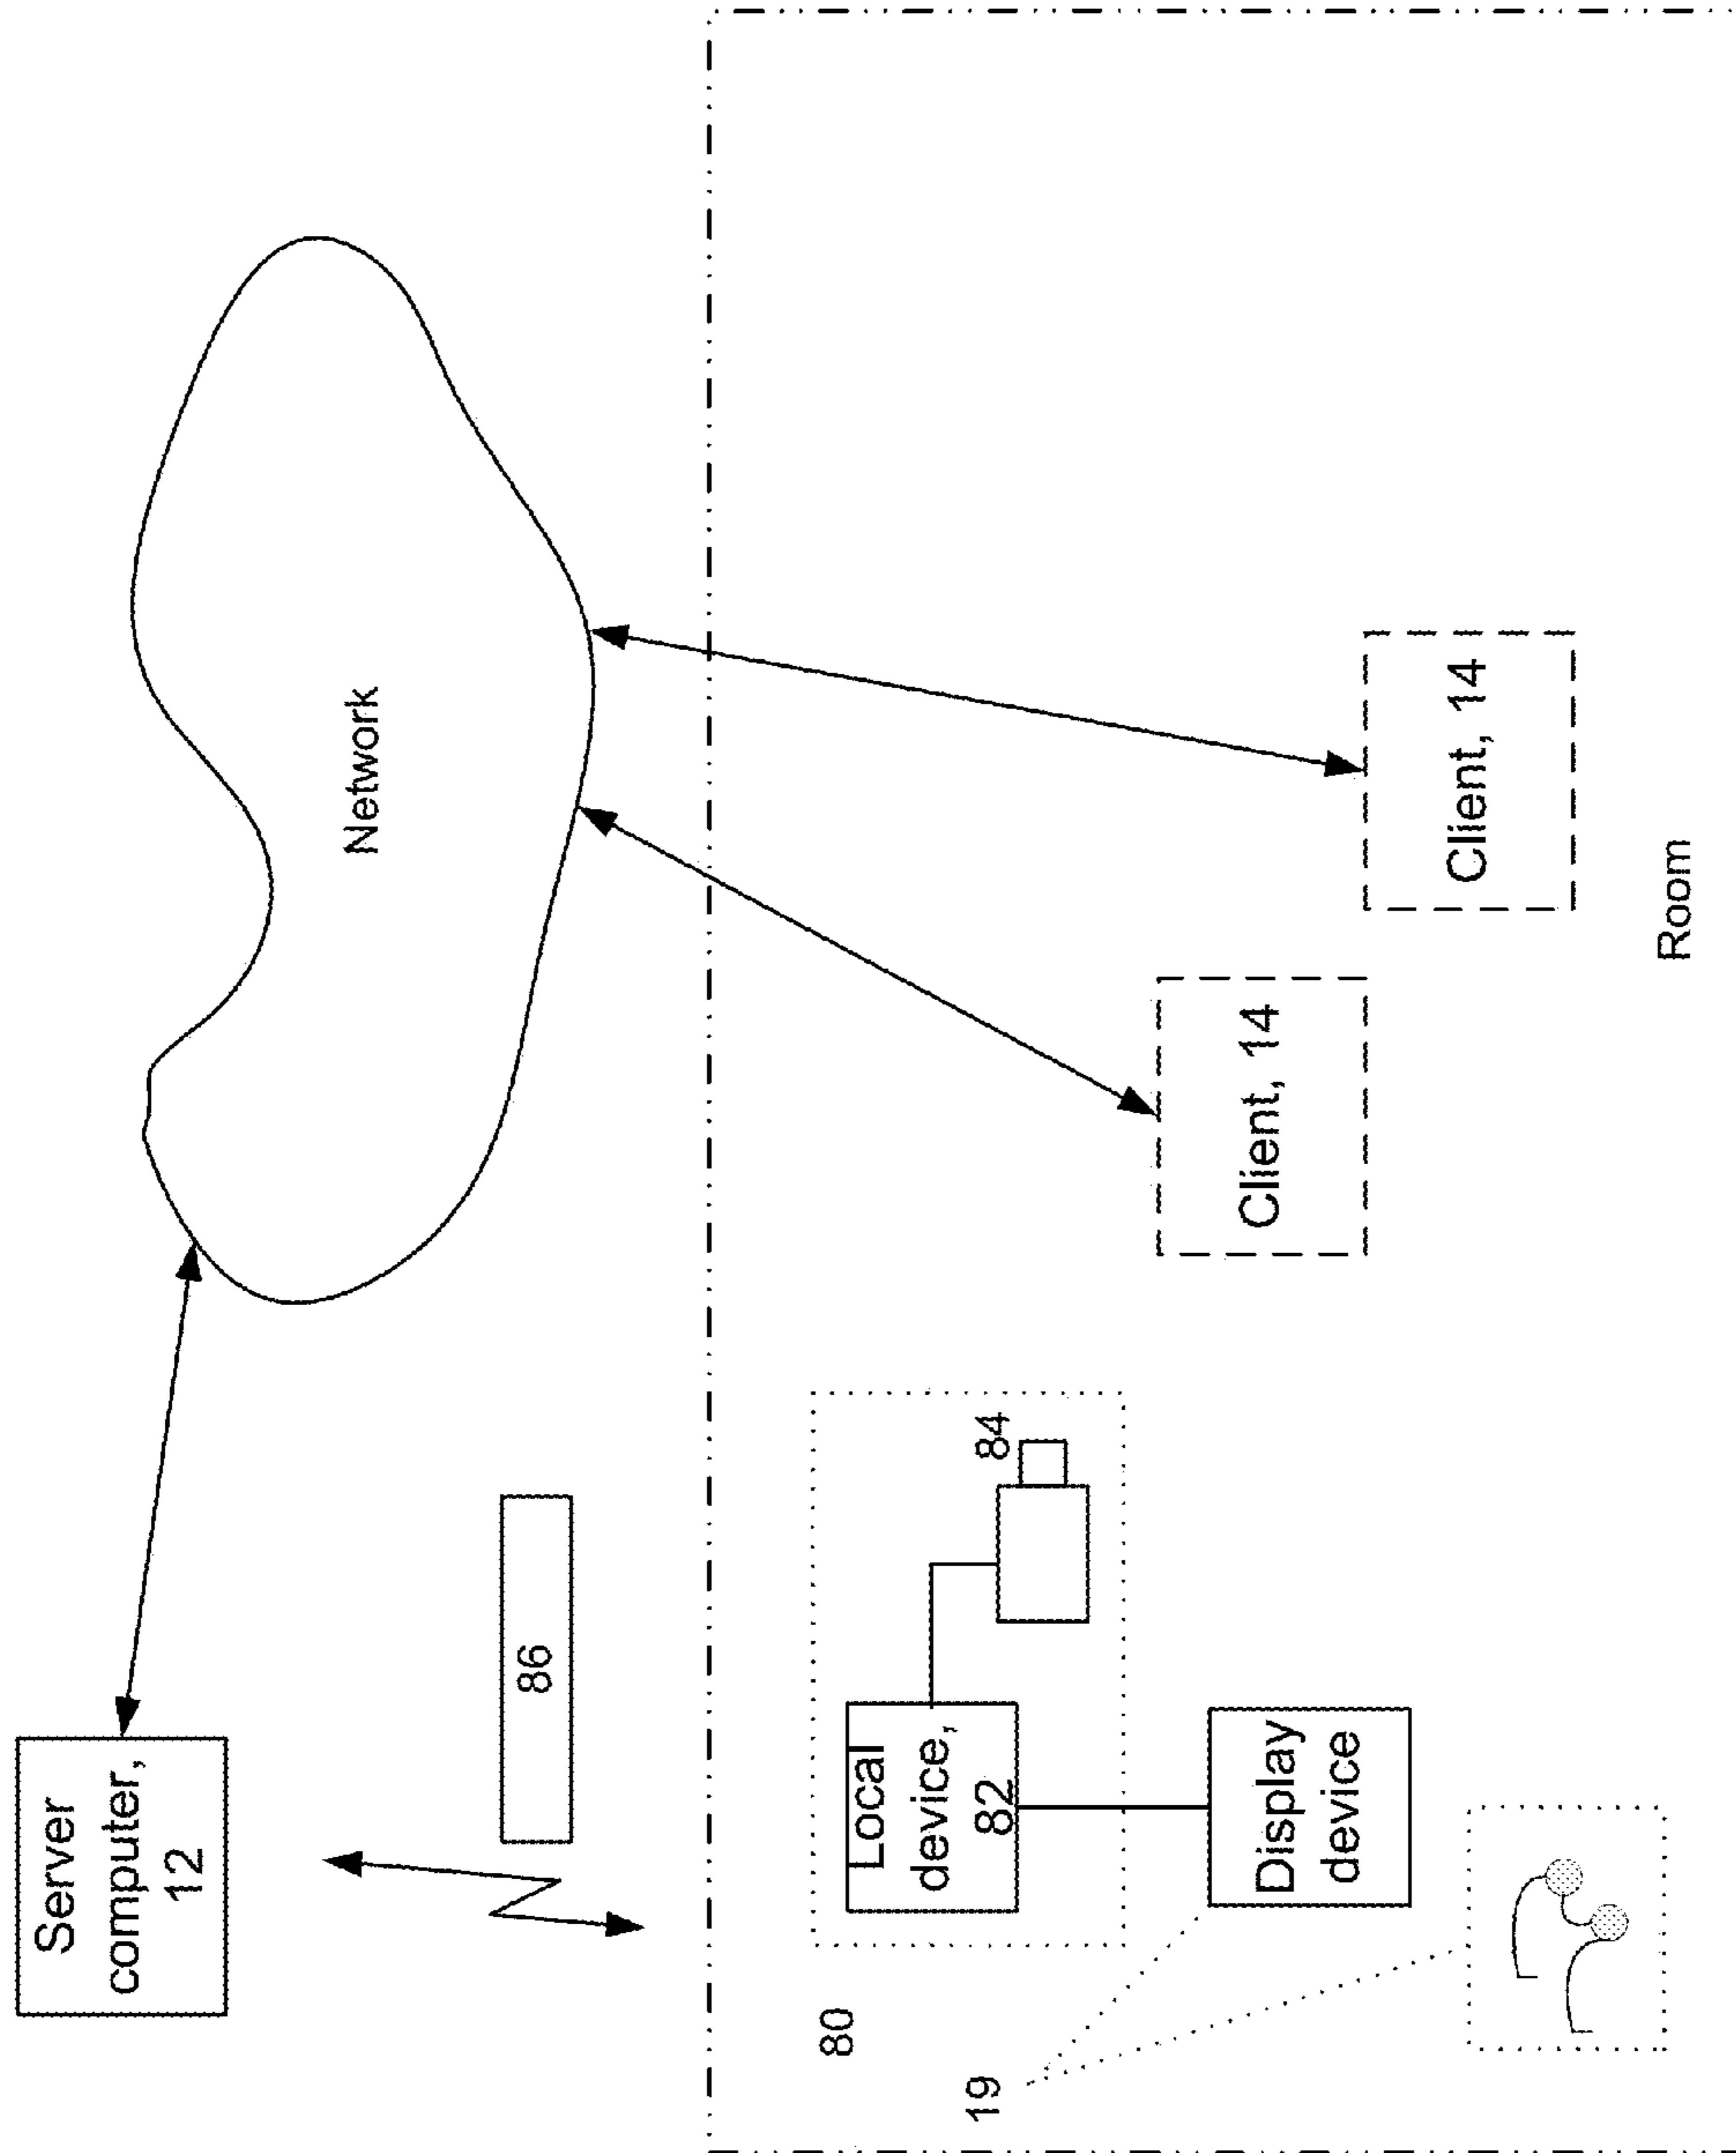 Server
computer,
12
Network
86
80
Local
device,
82
84
19
Display
device
Client, 14
Client, 14
Room